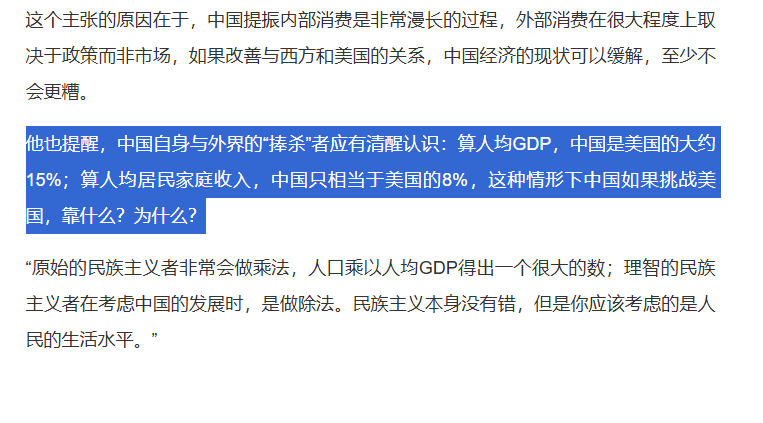 这个主张的原因在于，中国提振内部消费是非常漫长的过程，外部消费在很大程度上取
决于政策而非市场，如果改善与西方和美国的关系，中国经济的现状可以缓解，至少不
会更糟。
他也提醒，中国自身与外界的“捧杀”者应有清醒认识：算人均GDP，中国是美国的大约
15%；算人均居民家庭收入，中国只相当于美国的8%，这种情形下中国如果挑战美
国，靠什么？为什么？
“原始的民族主义者非常会做乘法，人口乘以人均GDP得出一个很大的数；理智的民族
主义者在考虑中国的发展时，是做除法。民族主义本身没有错，但是你应该考虑的是人
民的生活水平。”